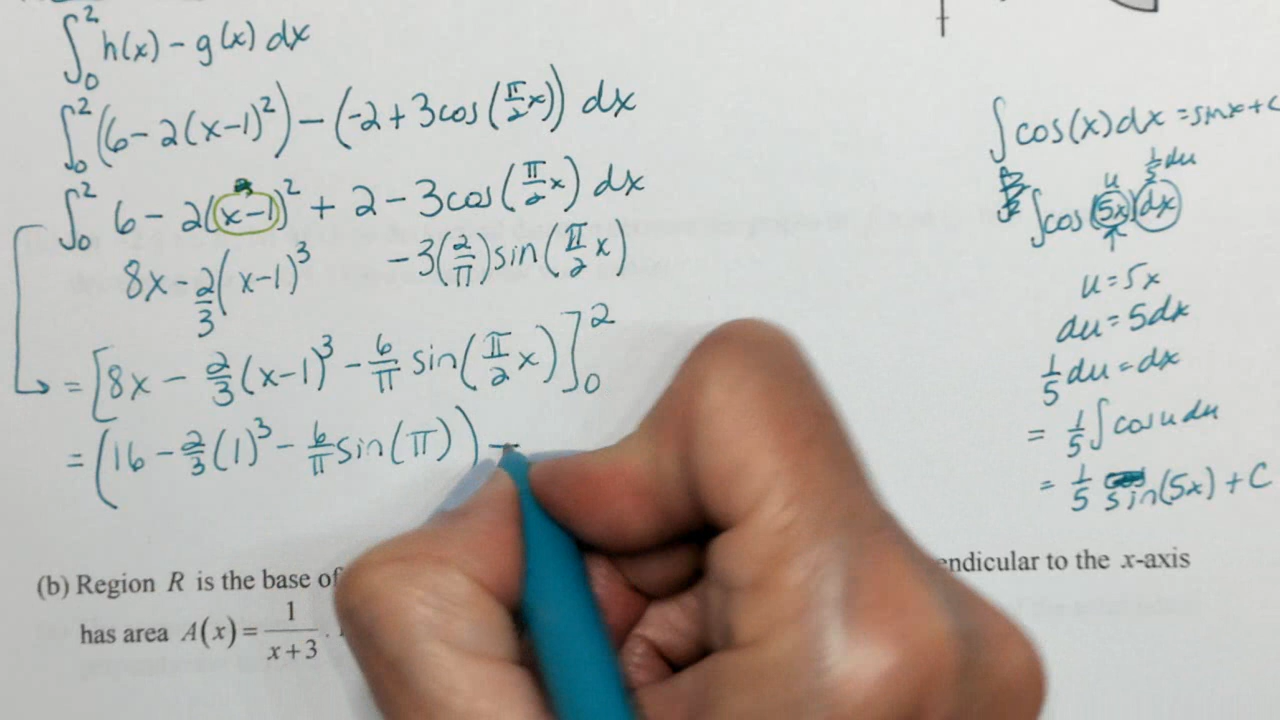 ∫₀² h(x) - g(x) dx
∫₀² (6 - 2(x-1)²) - (-2 + 3cos(π/2 x)) dx
∫₀² 6 - 2(x-1)² + 2 - 3cos(π/2 x) dx
8x - 2/3 (x-1)³ - 3(2/π) sin(π/2 x)
= [8x - 2/3 (x-1)³ - 6/π sin(π/2 x)]₀²
= (16 - 2/3 (1)³ - 6/π sin(π)) -
(b) Region R is the base of
endicular to the x-axis
has area A(x) = 1/(x+3).
∫ cos(x) dx = sin x + C
u 1/5 du
∫ cos (5x) dx
u = 5x
du = 5dx
1/5 du = dx
= 1/5 ∫ cos u du
= 1/5 sin(5x) + C